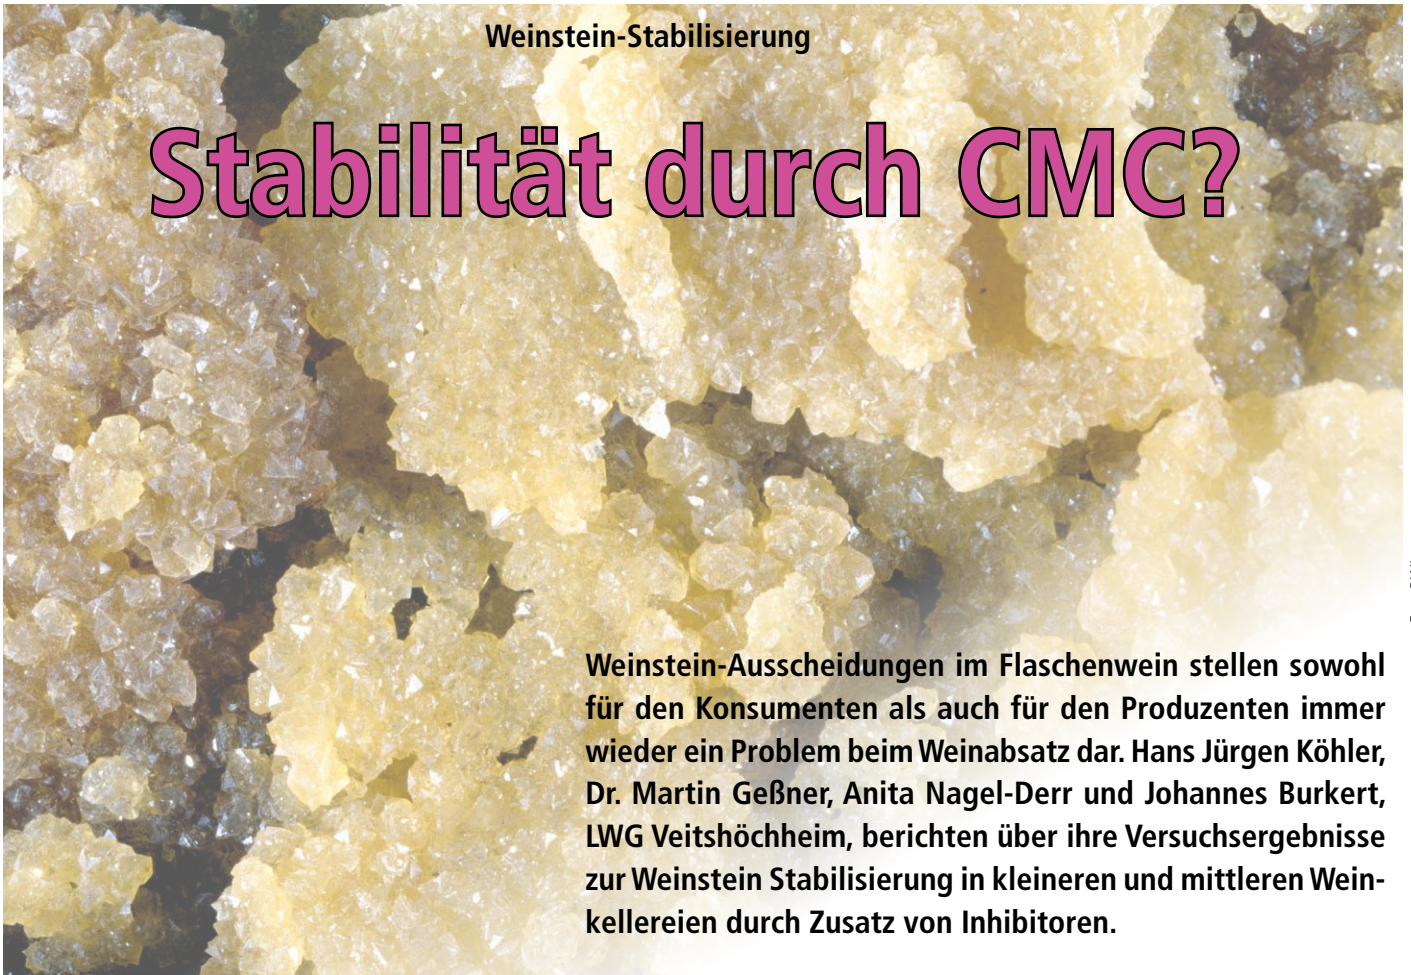 Weinstein-Stabilisierung
Stabilität durch CMC?
Weinstein-Ausscheidungen im Flaschenwein stellen sowohl
für den Konsumenten als auch für den Produzenten immer
wieder ein Problem beim Weinabsatz dar. Hans Jürgen Köhler,
Dr. Martin Geßner, Anita Nagel-Derr und Johannes Burkert,
LWG Veitshöchheim, berichten über ihre Versuchsergebnisse
zur Weinstein Stabilisierung in kleineren und mittleren Wein-
kellereien durch Zusatz von Inhibitoren.